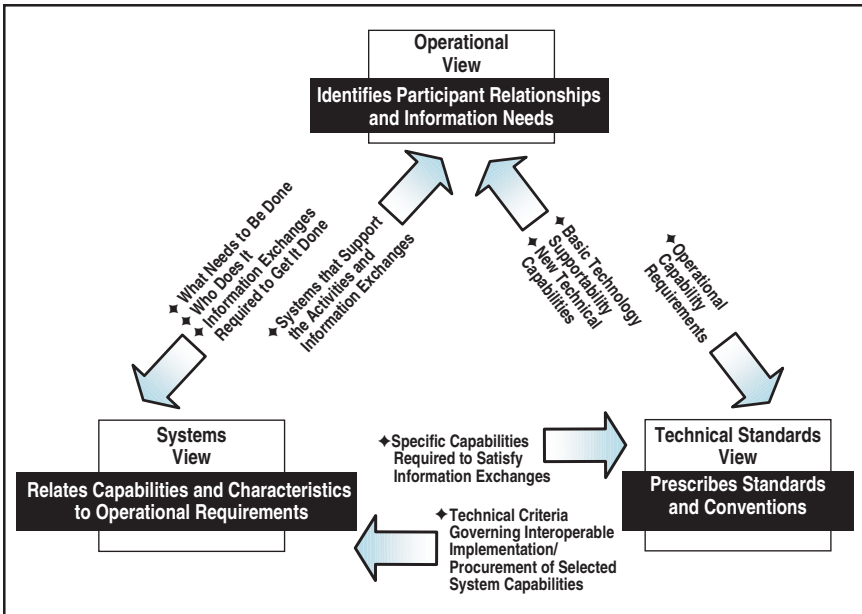 Operational
View
Identifies Participant Relationships
and Information Needs
✦ What Needs to Be Done
✦ Who Does It
✦ Information Exchanges
Required to Get It Done
✦ Systems that Support
the Activities and
Information Exchanges
✦ Basic Technology
Supportability
✦ New Technical
Capabilities
✦ Operational
Capability
Requirements
Systems
View
Relates Capabilities and Characteristics
to Operational Requirements
✦ Specific Capabilities
Required to Satisfy
Information Exchanges
✦ Technical Criteria
Governing Interoperable
Implementation/
Procurement of Selected
System Capabilities
Technical Standards
View
Prescribes Standards
and Conventions